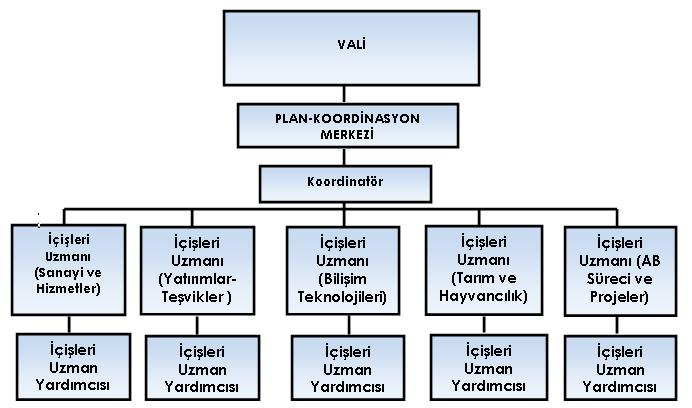 VALİ
PLAN-KOORDİNASYON
MERKEZİ
Koordinatör
İçişleri
Uzmanı
(Sanayi ve
Hizmetler)
İçişleri
Uzmanı
(Yatırımlar-
Teşvikler )
İçişleri
Uzmanı
(Bilişim
Teknolojileri)
İçişleri
Uzmanı
(Tarım ve
Hayvancılık)
İçişleri
Uzmanı (AB
Süreci ve
Projeler)
İçişleri
Uzman
Yardımcısı
İçişleri
Uzman
Yardımcısı
İçişleri
Uzman
Yardımcısı
İçişleri
Uzman
Yardımcısı
İçişleri
Uzman
Yardımcısı